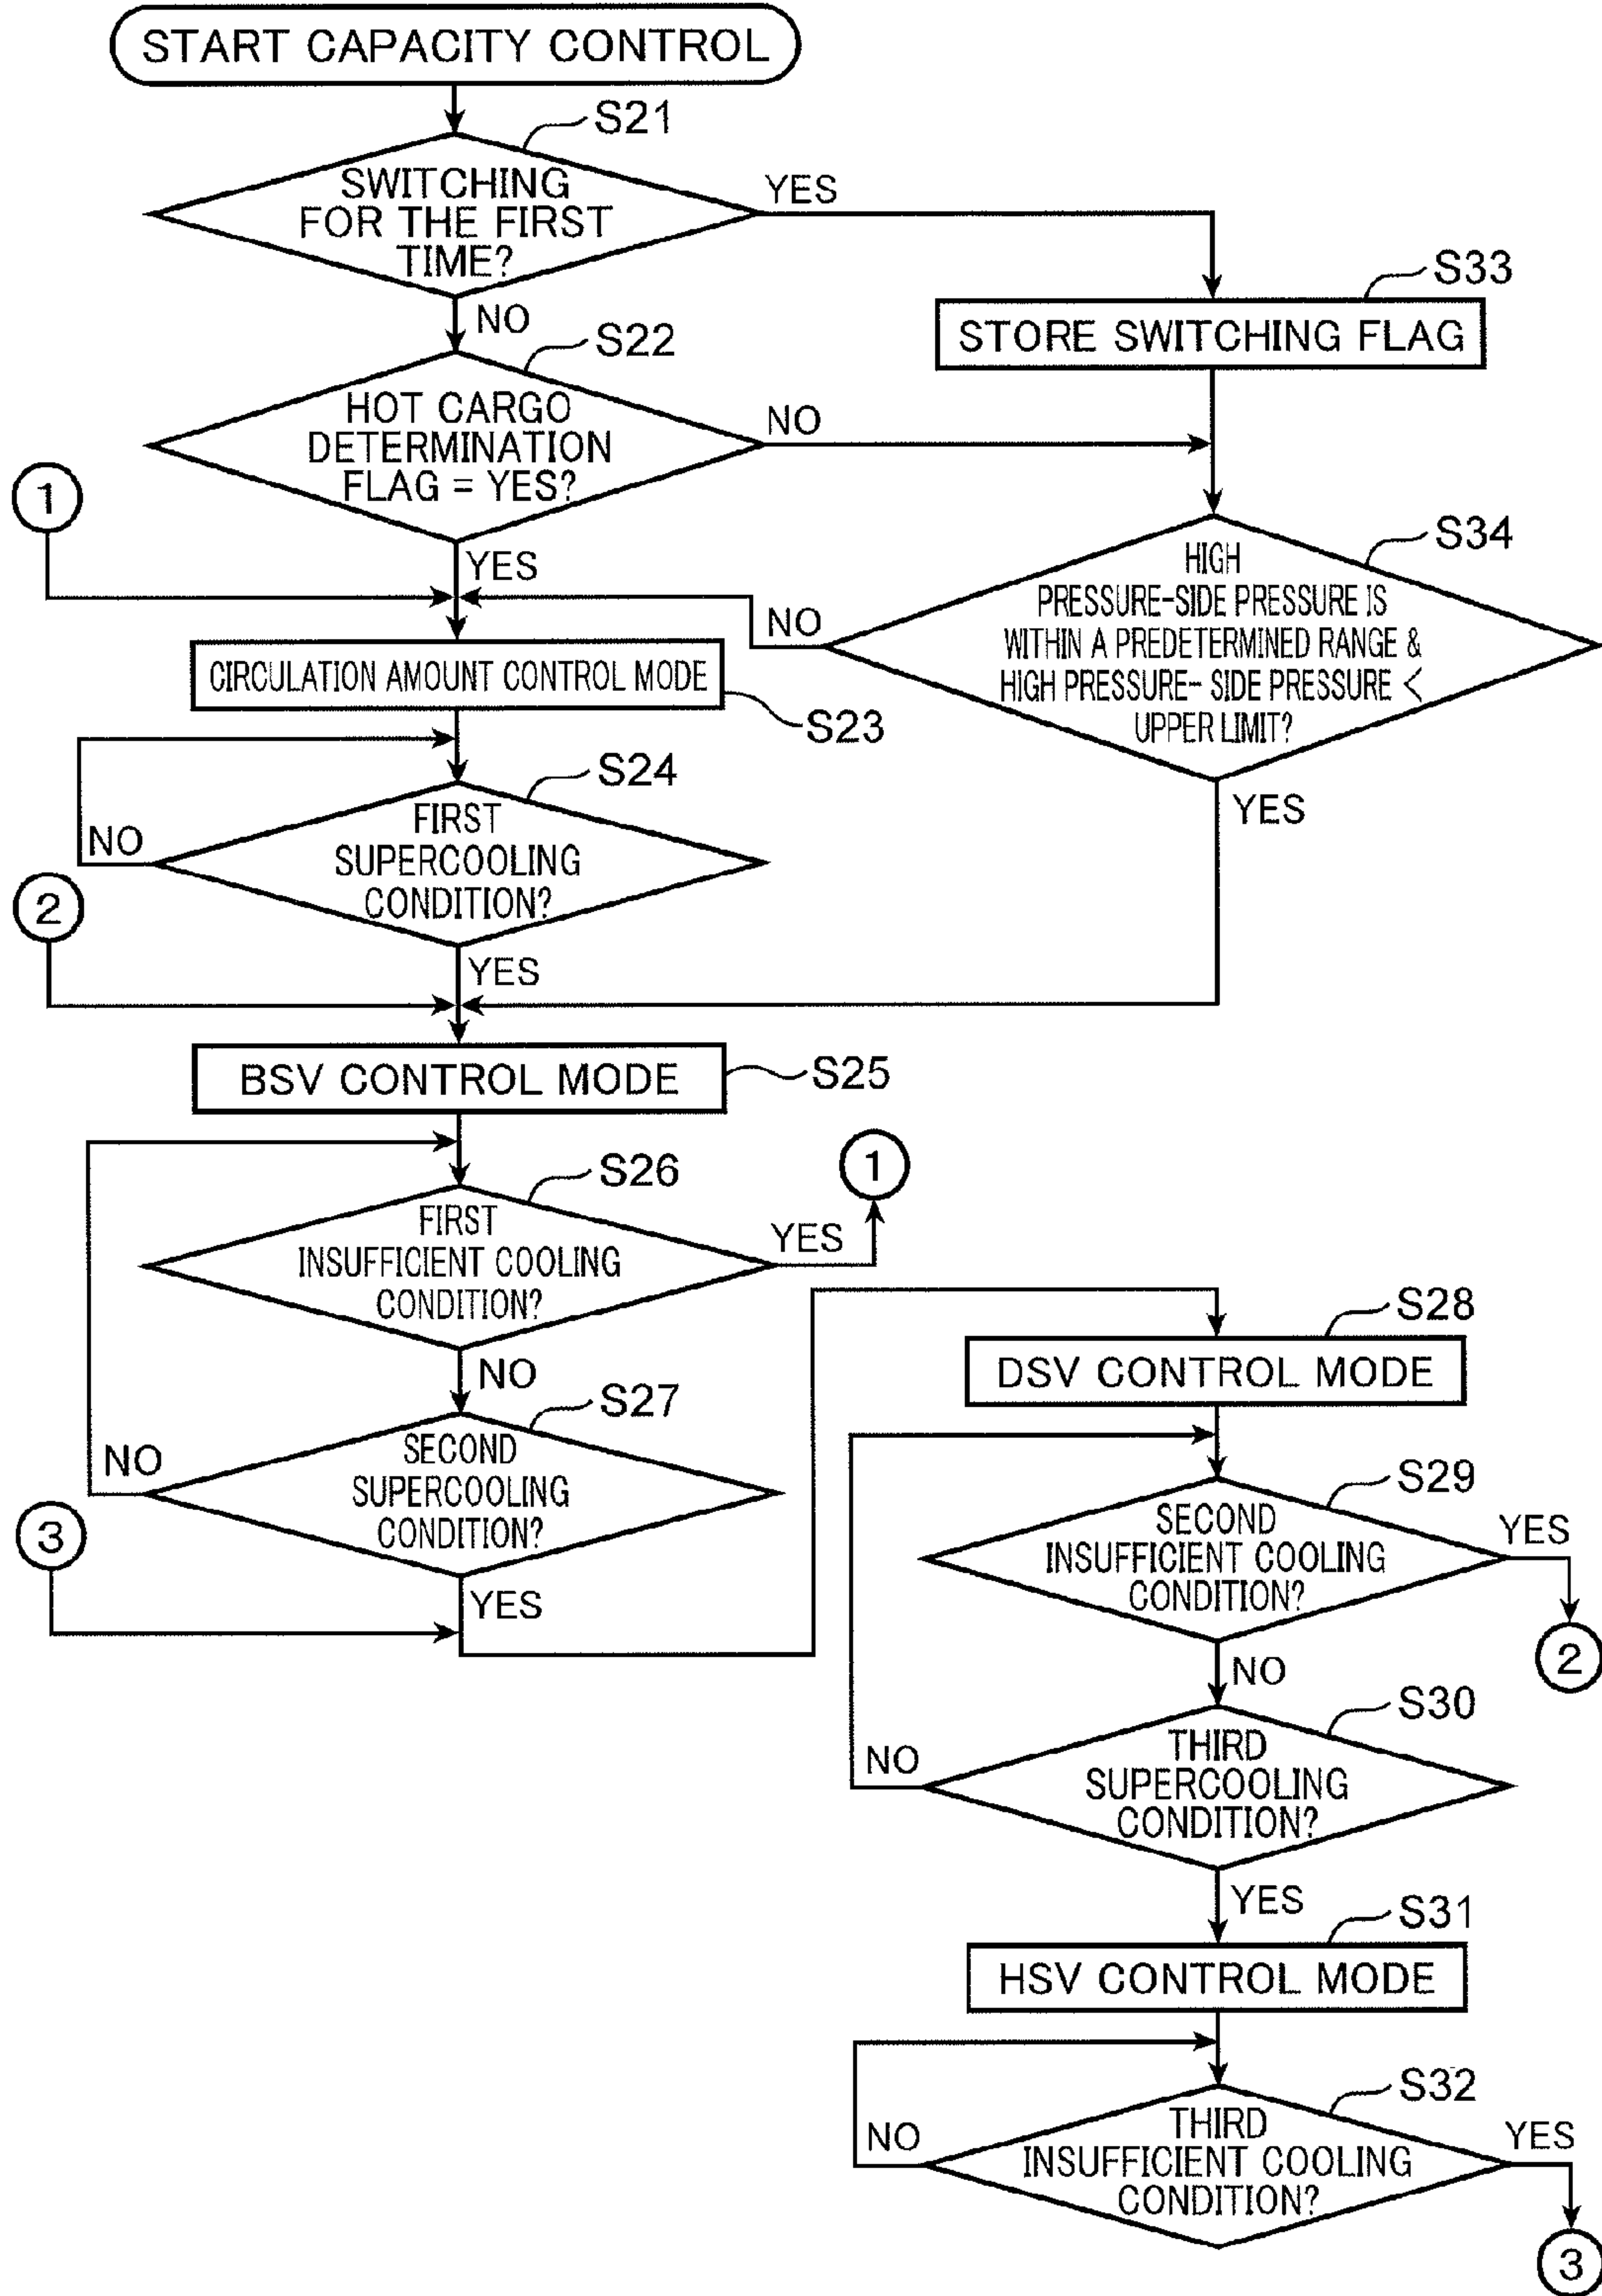 START CAPACITY CONTROL
S21
SWITCHING
FOR THE FIRST
TIME?
YES
NO
S33
STORE SWITCHING FLAG
S22
HOT CARGO
DETERMINATION
FLAG = YES?
NO
YES
1
S34
HIGH
PRESSURE-SIDE PRESSURE IS
WITHIN A PREDETERMINED RANGE &
HIGH PRESSURE- SIDE PRESSURE <
UPPER LIMIT?
NO
YES
CIRCULATION AMOUNT CONTROL MODE
S23
S24
FIRST
SUPERCOOLING
CONDITION?
NO
YES
2
BSV CONTROL MODE
S25
S26
FIRST
INSUFFICIENT COOLING
CONDITION?
YES
1
NO
S27
SECOND
SUPERCOOLING
CONDITION?
NO
YES
3
S28
DSV CONTROL MODE
S29
SECOND
INSUFFICIENT COOLING
CONDITION?
YES
2
NO
S30
THIRD
SUPERCOOLING
CONDITION?
NO
YES
S31
HSV CONTROL MODE
S32
THIRD
INSUFFICIENT COOLING
CONDITION?
NO
YES
3